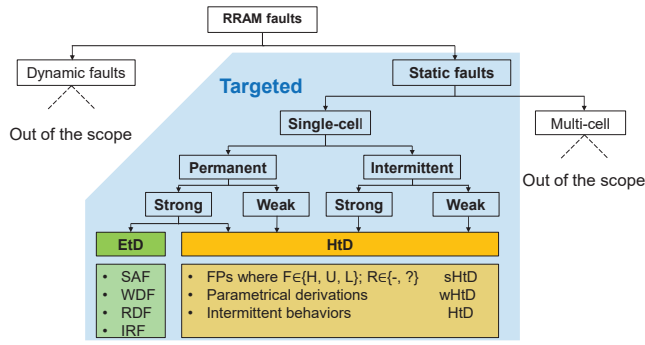 RRAM faults
Dynamic faults
Static faults
Targeted
Out of the scope
Single-cell
Multi-cell
Permanent
Intermittent
Out of the scope
Strong
Weak
Strong
Weak
EtD
HtD
• SAF
• WDF
• RDF
• IRF
• FPs where F∈{H, U, L}; R∈{-, ?} sHtD
• Parametrical derivations wHtD
• Intermittent behaviors HtD